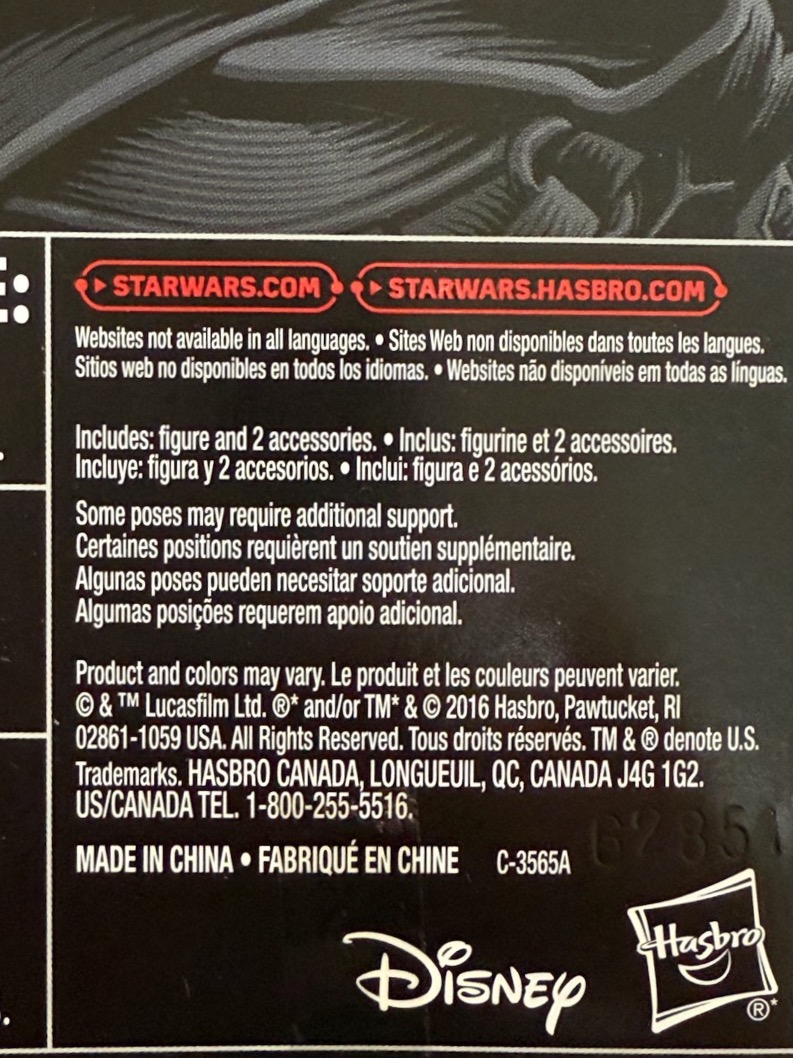 STARWARS.COM STARWARS.HASBRO.COM
Websites not available in all languages. • Sites Web non disponibles dans toutes les langues.
Sitios web no disponibles en todos los idiomas. • Websites não disponíveis em todas as línguas.
Includes: figure and 2 accessories. • Inclus: figurine et 2 accessoires.
Incluye: figura y 2 accesorios. • Inclui: figura e 2 acessórios.
Some poses may require additional support.
Certaines positions requièrent un soutien supplémentaire.
Algunas poses pueden necesitar soporte adicional.
Algumas posições requerem apoio adicional.
Product and colors may vary. Le produit et les couleurs peuvent varier.
© & ™ Lucasfilm Ltd. ®* and/or TM* & © 2016 Hasbro, Pawtucket, RI
02861-1059 USA. All Rights Reserved. Tous droits réservés. TM & ® denote U.S.
Trademarks. HASBRO CANADA, LONGUEUIL, QC, CANADA J4G 1G2.
US/CANADA TEL. 1-800-255-5516.
MADE IN CHINA • FABRIQUÉ EN CHINE C-3565A
Disney
Hasbro
®*